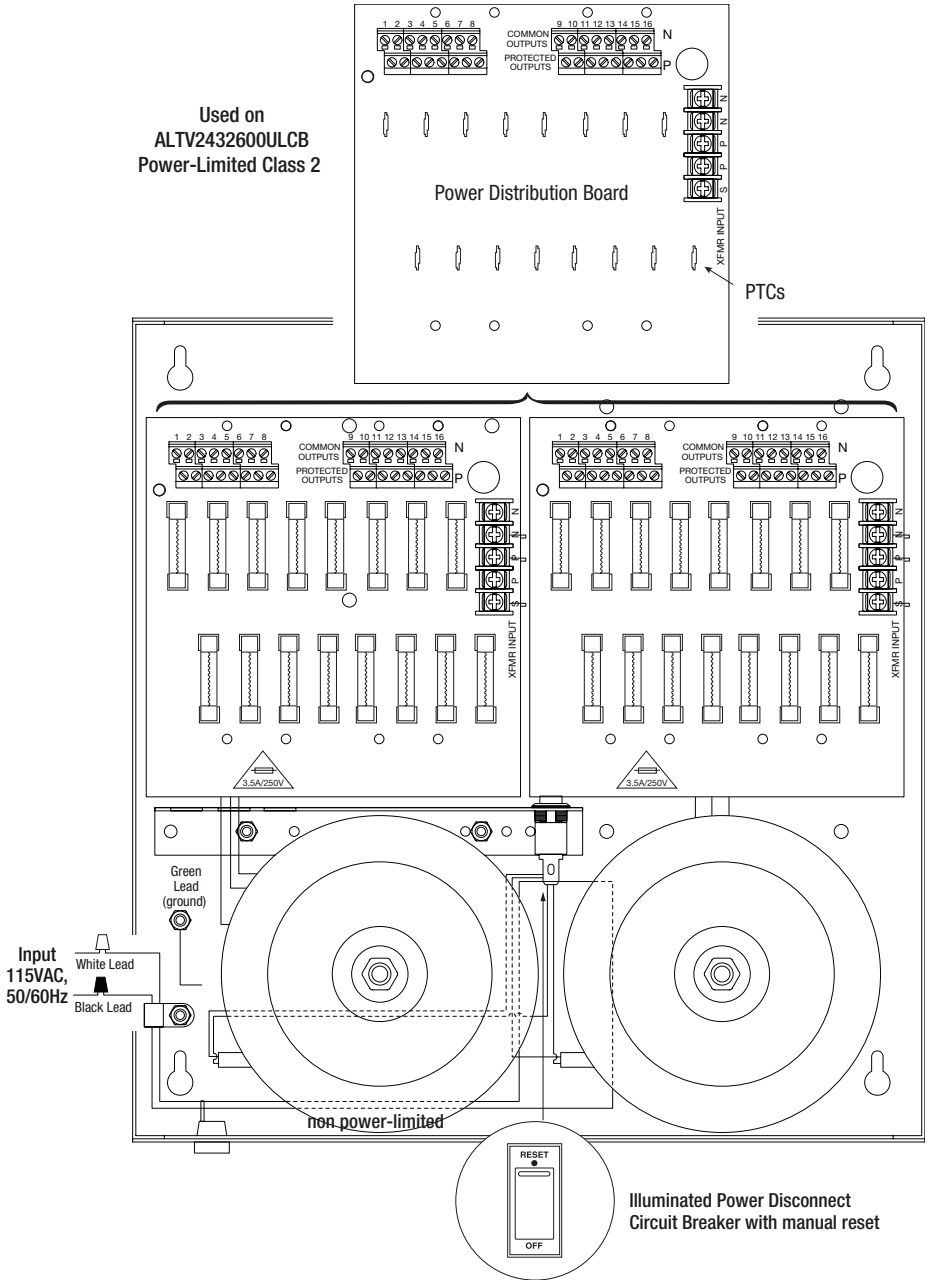 1 2 3 4 5 6 7 8
9 10 11 12 13 14 15 16
COMMON
OUTPUTS
N
PROTECTED
OUTPUTS
P
N
N
P
P
S
XFMR INPUT
Used on
ALTV2432600ULCB
Power-Limited Class 2
Power Distribution Board
PTCs
1 2 3 4 5 6 7 8
9 10 11 12 13 14 15 16
COMMON
OUTPUTS
N
PROTECTED
OUTPUTS
P
N
N
P
P
S
XFMR INPUT
3.5A/250V
1 2 3 4 5 6 7 8
9 10 11 12 13 14 15 16
COMMON
OUTPUTS
N
PROTECTED
OUTPUTS
P
N
N
P
P
S
XFMR INPUT
3.5A/250V
Green
Lead
(ground)
Input
115VAC,
50/60Hz
White Lead
Black Lead
non power-limited
RESET
OFF
Illuminated Power Disconnect
Circuit Breaker with manual reset